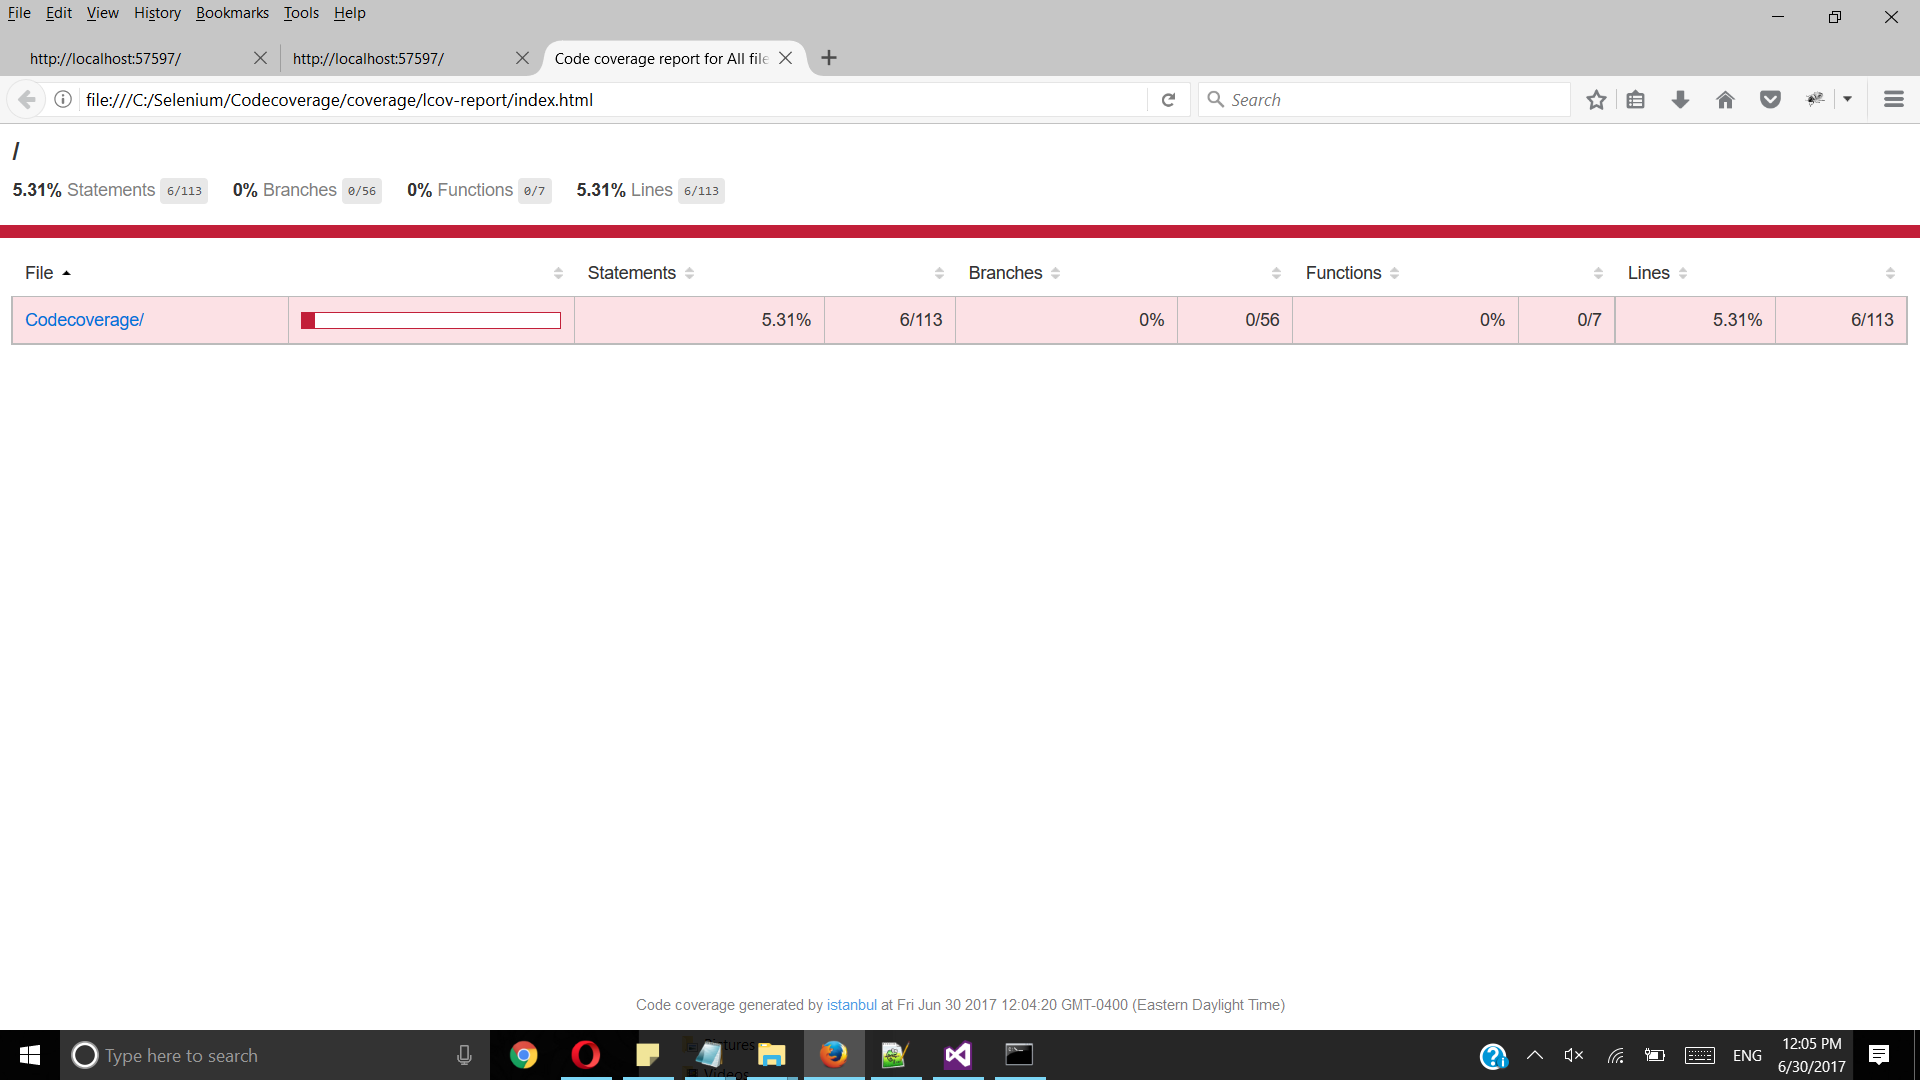 File Edit View History Bookmarks Tools Help
http://localhost:57597/ http://localhost:57597/ Code coverage report for All file
file:///C:/Selenium/Codecoverage/coverage/lcov-report/index.html Search
/
5.31% Statements 6/113 0% Branches 0/56 0% Functions 0/7 5.31% Lines 6/113
File Statements Branches Functions Lines
Codecoverage/ 5.31% 6/113 0% 0/56 0% 0/7 5.31% 6/113
Code coverage generated by istanbul at Fri Jun 30 2017 12:04:20 GMT-0400 (Eastern Daylight Time)
Pictures
Type here to search ENG 12:05 PM
Videos 6/30/2017